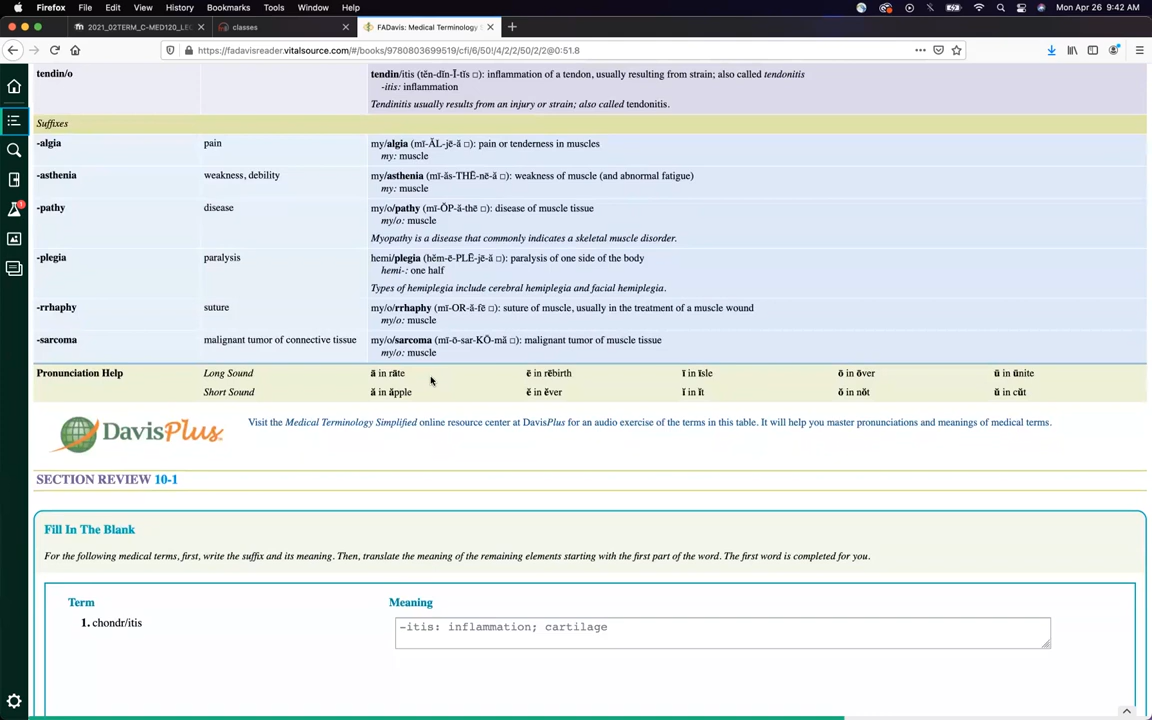 Firefox File Edit View History Bookmarks Tools Window Help Mon Apr 26 9:42 AM
2021_02TERM_C-MED120_LEC classes FADavis: Medical Terminology
https://fadavisreader.vitalsource.com/#/books/9780803699519/cfi/6/50!/4/2/2/50/2/2@0:51.8
tendin/o tendin/itis (tĕn-dĭn-Ī-tĭs □): inflammation of a tendon, usually resulting from strain; also called tendonitis
-itis: inflammation
Tendinitis usually results from an injury or strain; also called tendonitis.
Suffixes
-algia pain my/algia (mī-ĂL-jē-ă □): pain or tenderness in muscles
my: muscle
-asthenia weakness, debility my/asthenia (mī-ăs-THĒ-nē-ă □): weakness of muscle (and abnormal fatigue)
my: muscle
-pathy disease my/o/pathy (mī-ŎP-ă-thē □): disease of muscle tissue
my/o: muscle
Myopathy is a disease that commonly indicates a skeletal muscle disorder.
-plegia paralysis hemi/plegia (hĕm-ē-PLĒ-jē-ă □): paralysis of one side of the body
hemi-: one half
Types of hemiplegia include cerebral hemiplegia and facial hemiplegia.
-rrhaphy suture my/o/rrhaphy (mī-OR-ă-fē □): suture of muscle, usually in the treatment of a muscle wound
my/o: muscle
-sarcoma malignant tumor of connective tissue my/o/sarcoma (mī-ō-sar-KŌ-mă □): malignant tumor of muscle tissue
my/o: muscle
Pronunciation Help Long Sound ā in rāte ē in rēbirth ī in īsle ō in ōver ū in ūnite
Short Sound ă in ăpple ĕ in ĕver ĭ in ĭt ŏ in nŏt ŭ in cŭt
DavisPlus Visit the Medical Terminology Simplified online resource center at DavisPlus for an audio exercise of the terms in this table. It will help you master pronunciations and meanings of medical terms.
SECTION REVIEW 10-1
Fill In The Blank
For the following medical terms, first, write the suffix and its meaning. Then, translate the meaning of the remaining elements starting with the first part of the word. The first word is completed for you.
Term Meaning
1. chondr/itis -itis: inflammation; cartilage